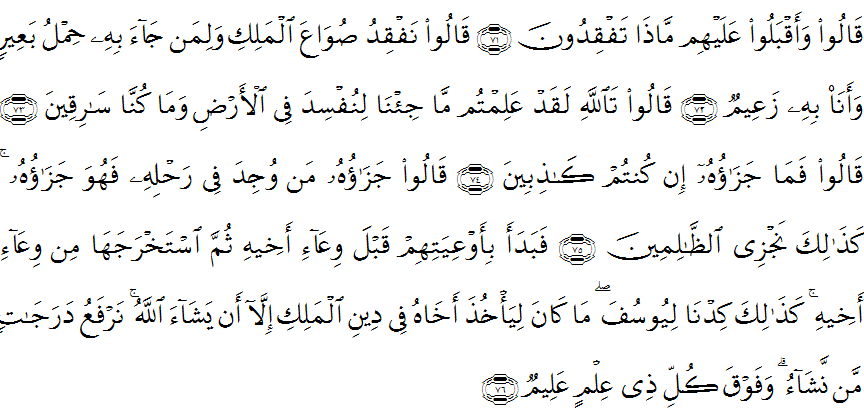 قَالُوا۟ وَأَقْبَلُوا۟ عَلَيْهِم مَّاذَا تَفْقِدُونَ ۝٧١ قَالُوا۟ نَفْقِدُ صُوَاعَ ٱلْمَلِكِ وَلِمَن جَآءَ بِهِۦ حِمْلُ بَعِيرٍ
وَأَنَا۠ بِهِۦ زَعِيمٌ ۝٧٢ قَالُوا۟ تَٱللَّهِ لَقَدْ عَلِمْتُم مَّا جِئْنَا لِنُفْسِدَ فِى ٱلْأَرْضِ وَمَا كُنَّا سَـٰرِقِينَ ۝٧٣
قَالُوا۟ فَمَا جَزَٰٓؤُهُۥٓ إِن كُنتُمْ كَـٰذِبِينَ ۝٧٤ قَالُوا۟ جَزَٰٓؤُهُۥ مَن وُجِدَ فِى رَحْلِهِۦ فَهُوَ جَزَٰٓؤُهُۥ ۚ
كَذَٰلِكَ نَجْزِى ٱلظَّـٰلِمِينَ ۝٧٥ فَبَدَأَ بِأَوْعِيَتِهِمْ قَبْلَ وِعَآءِ أَخِيهِ ثُمَّ ٱسْتَخْرَجَهَا مِن وِعَآءِ
أَخِيهِ ۚ كَذَٰلِكَ كِدْنَا لِيُوسُفَ ۖ مَا كَانَ لِيَأْخُذَ أَخَاهُ فِى دِينِ ٱلْمَلِكِ إِلَّآ أَن يَشَآءَ ٱللَّهُ ۚ نَرْفَعُ دَرَجَـٰتٍ
مَّن نَّشَآءُ ۗ وَفَوْقَ كُلِّ ذِى عِلْمٍ عَلِيمٌ ۝٧٦